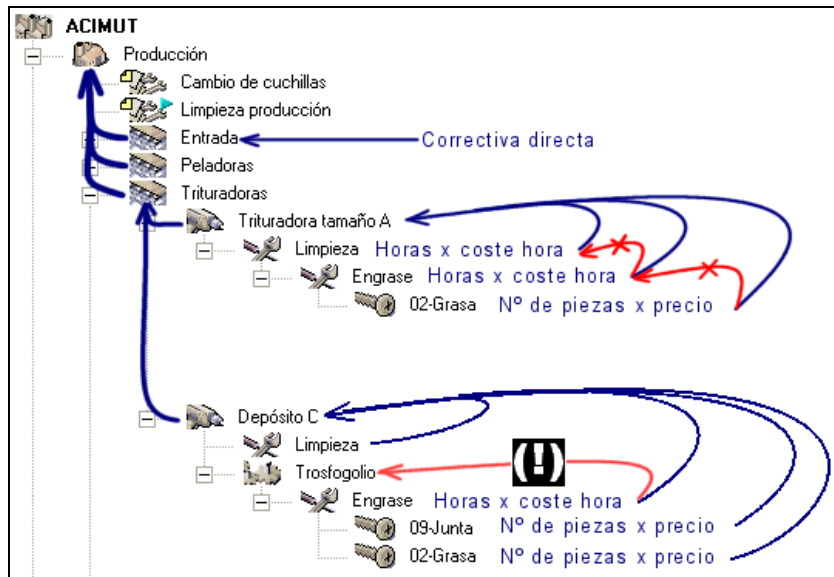 ACIMUT
Producción
Cambio de cuchillas
Limpieza producción
Entrada Correctiva directa
Peladoras
Trituradoras
Trituradora tamaño A
Limpieza Horas x coste hora
Engrase Horas x coste hora
02-Grasa Nº de piezas x precio
Depósito C
Limpieza
(!)
Trosfogolio
Engrase Horas x coste hora
09-Junta Nº de piezas x precio
02-Grasa Nº de piezas x precio